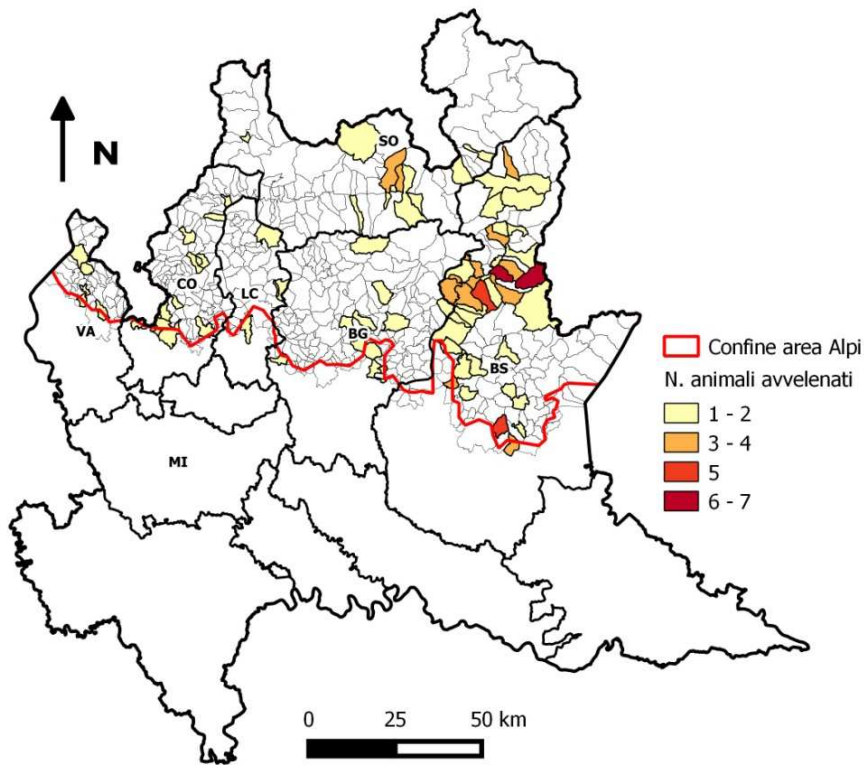 N
SO
CO
LC
VA
BG
BS
MI
Confine area Alpi
N. animali avvelenati
1 - 2
3 - 4
5
6 - 7
0 25 50 km